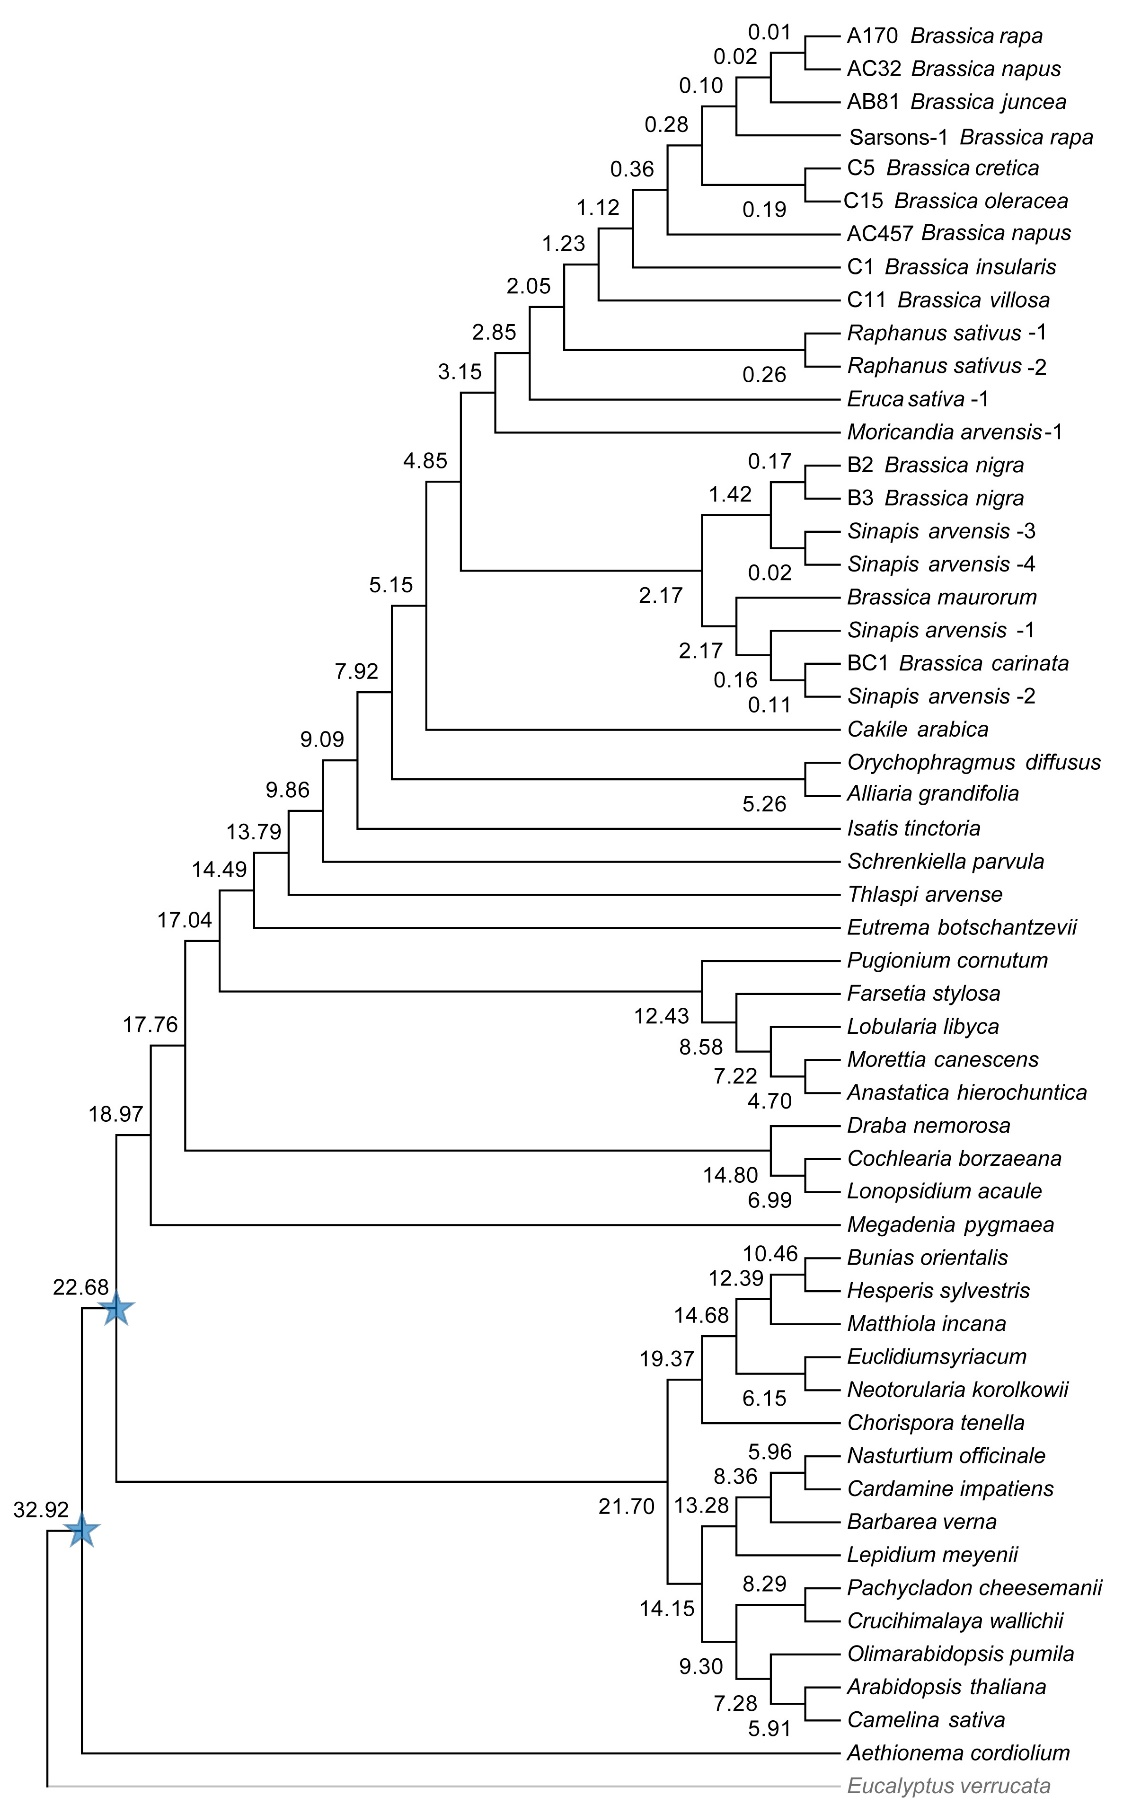 0.01
A170 Brassica rapa
0.02
AC32 Brassica napus
0.10
AB81 Brassica juncea
0.28
Sarsons-1 Brassica rapa
0.36
C5 Brassica cretica
C15 Brassica oleracea
1.12
0.19
1.23
AC457 Brassica napus
C1 Brassica insularis
2.05
C11 Brassica villosa
2.85
Raphanus sativus -1
3.15
Raphanus sativus -2
0.26
Eruca sativa -1
Moricandia arvensis-1
4.85
0.17
B2 Brassica nigra
1.42
B3 Brassica nigra
Sinapis arvensis -3
Sinapis arvensis -4
0.02
5.15
2.17
Brassica maurorum
Sinapis arvensis -1
2.17
BC1 Brassica carinata
7.92
0.16
Sinapis arvensis -2
0.11
Cakile arabica
9.09
Orychophragmus diffusus
9.86
Alliaria grandifolia
5.26
13.79
Isatis tinctoria
14.49
Schrenkiella parvula
Thlaspi arvense
17.04
Eutrema botschantzevii
Pugionium cornutum
Farsetia stylosa
12.43
17.76
Lobularia libyca
8.58
Morettia canescens
7.22
Anastatica hierochuntica
4.70
18.97
Draba nemorosa
Cochlearia borzaeana
14.80
Lonopsidium acaule
6.99
Megadenia pygmaea
10.46
Bunias orientalis
12.39
22.68
Hesperis sylvestris
14.68
Matthiola incana
19.37
Euclidiumsyriacum
Neotorularia korolkowii
6.15
Chorispora tenella
5.96
Nasturtium officinale
8.36
Cardamine impatiens
21.70
13.28
32.92
Barbarea verna
Lepidium meyenii
8.29
Pachycladon cheesemanii
14.15
Crucihimalaya wallichii
Olimarabidopsis pumila
9.30
Arabidopsis thaliana
7.28
Camelina sativa
5.91
Aethionema cordiolium
Eucalyptus verrucata